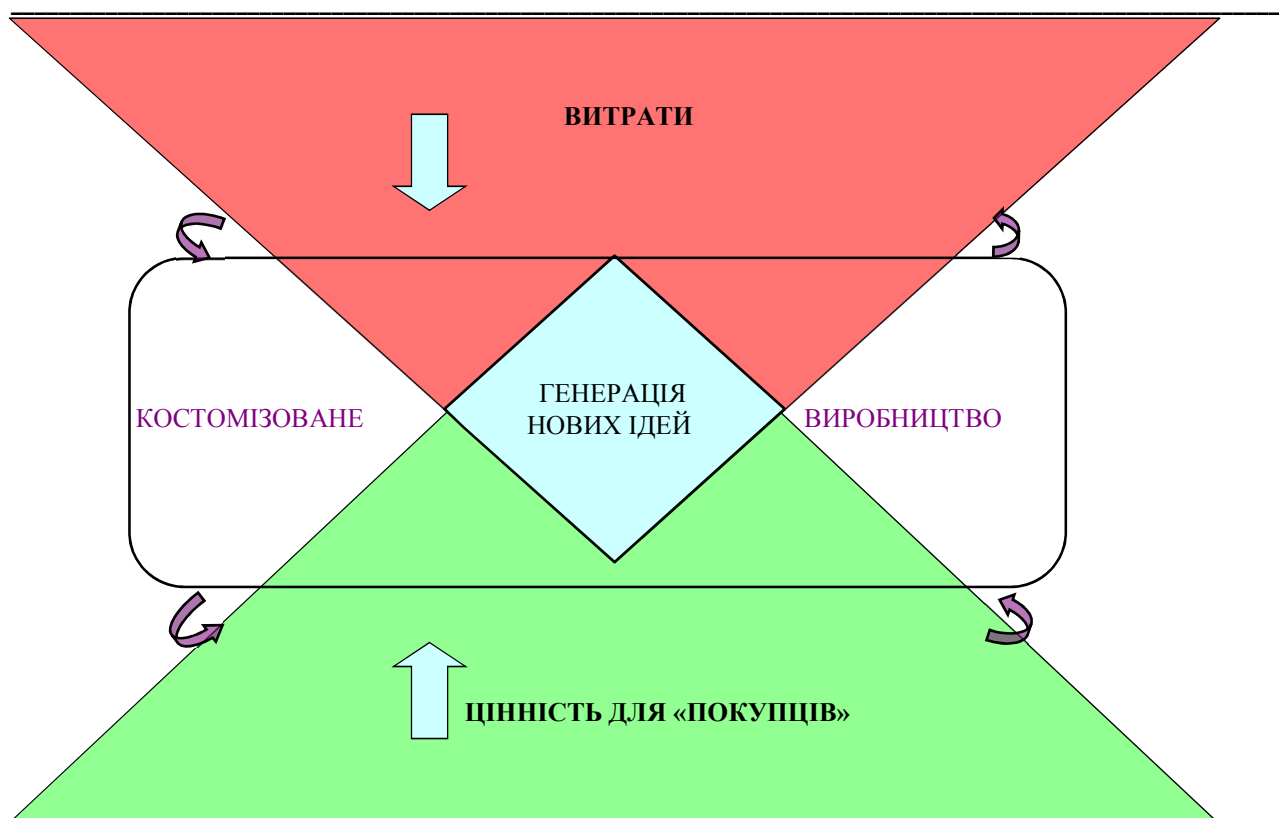 ВИТРАТИ
ГЕНЕРАЦІЯ
НОВИХ ІДЕЙ
КОСТОМІЗОВАНЕ
ВИРОБНИЦТВО
ЦІННІСТЬ ДЛЯ «ПОКУПЦІВ»